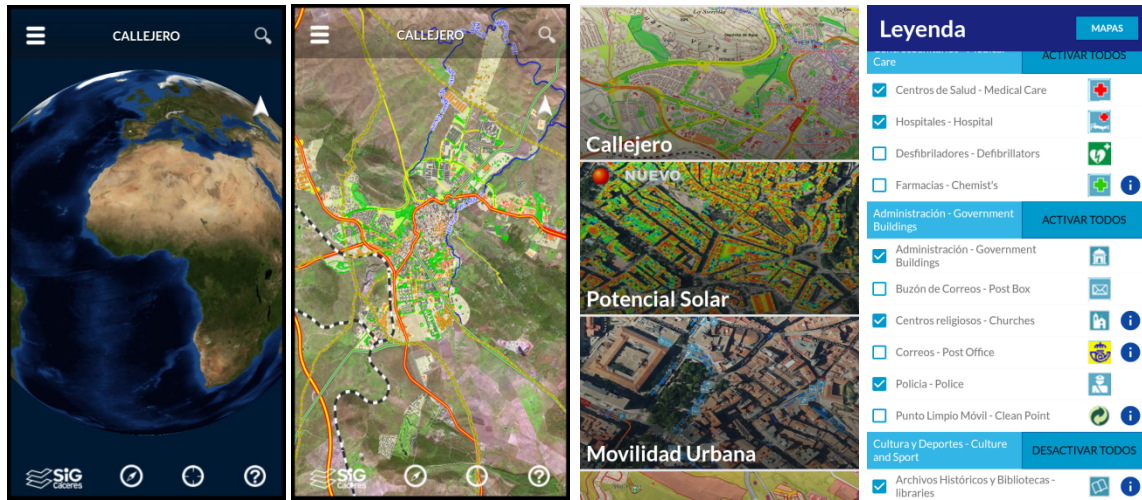 CALLEJERO
SiG
Cáceres
CALLEJERO
SiG
Cáceres
Callejero
NUEVO
Potencial Solar
Movilidad Urbana
Leyenda
MAPAS
Care
ACTIVAR TODOS
Centros de Salud - Medical Care
Hospitales - Hospital
Desfibriladores - Defibrillators
Farmacias - Chemist's
Administración - Government
Buildings
ACTIVAR TODOS
Administración - Government
Buildings
Buzón de Correos - Post Box
Centros religiosos - Churches
Correos - Post Office
Policia - Police
Punto Limpio Móvil - Clean Point
Cultura y Deportes - Culture
and Sport
DESACTIVAR TODOS
Archivos Históricos y Bibliotecas -
libraries